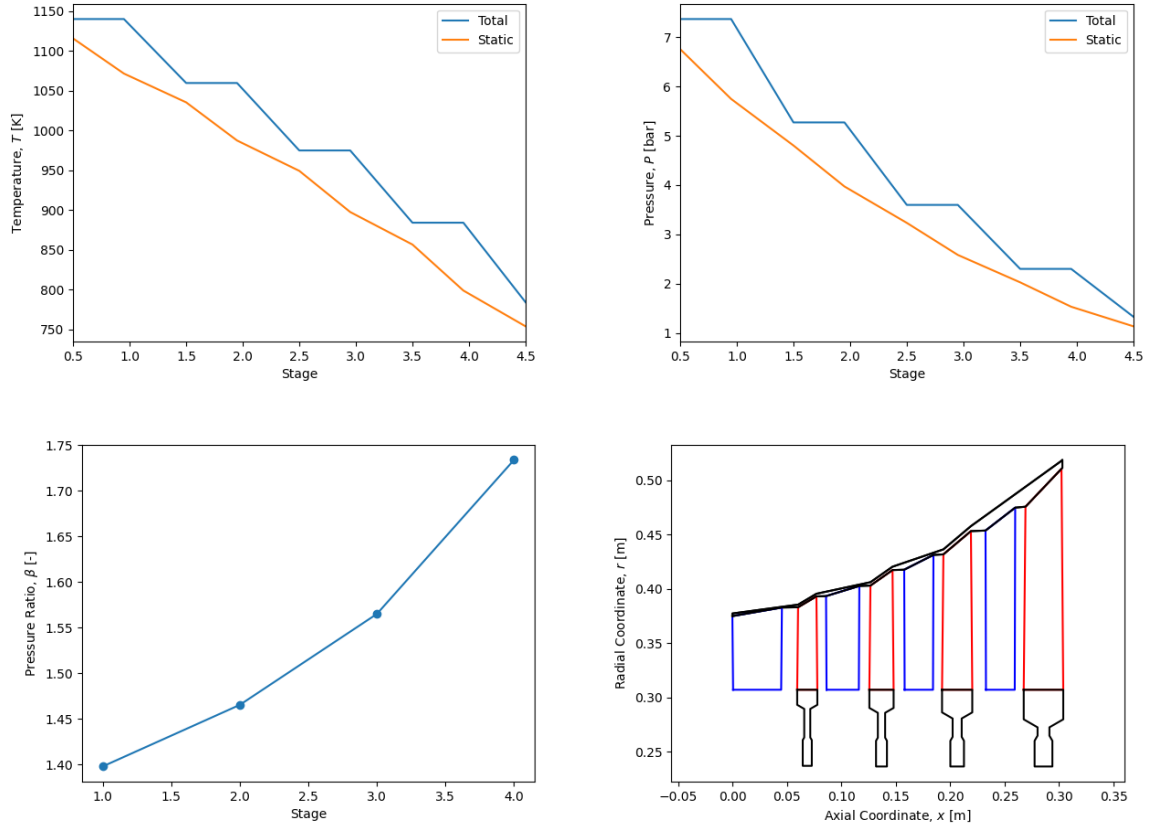 1150
1100
1050
1000
950
900
850
800
750
Temperature, T [K]
0.5 1.0 1.5 2.0 2.5 3.0 3.5 4.0 4.5
Stage
Total
Static
7
6
5
4
3
2
1
Pressure, P [bar]
0.5 1.0 1.5 2.0 2.5 3.0 3.5 4.0 4.5
Stage
Total
Static
1.75
1.70
1.65
1.60
1.55
1.50
1.45
1.40
Pressure Ratio, β [-]
1.0 1.5 2.0 2.5 3.0 3.5 4.0
Stage
0.50
0.45
0.40
0.35
0.30
0.25
Radial Coordinate, r [m]
−0.05 0.00 0.05 0.10 0.15 0.20 0.25 0.30 0.35
Axial Coordinate, x [m]